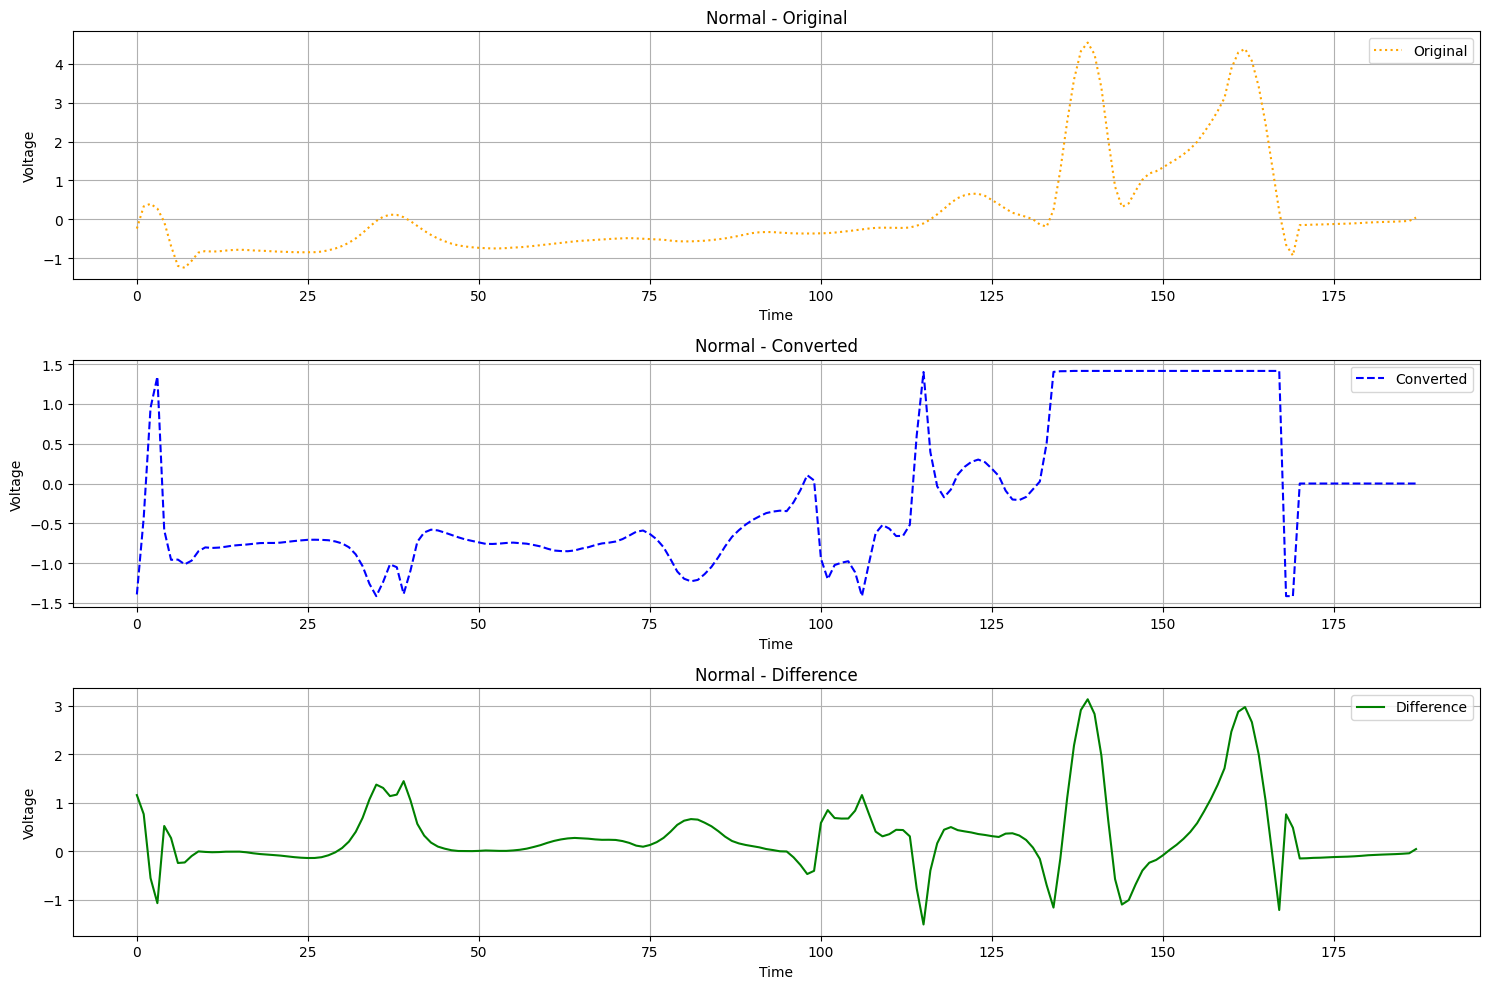 Normal - Original
Original
Voltage
4
3
2
1
0
−1
0 25 50 75 100 125 150 175
Time
Normal - Converted
Converted
Voltage
1.5
1.0
0.5
0.0
−0.5
−1.0
−1.5
0 25 50 75 100 125 150 175
Time
Normal - Difference
Difference
Voltage
3
2
1
0
−1
0 25 50 75 100 125 150 175
Time